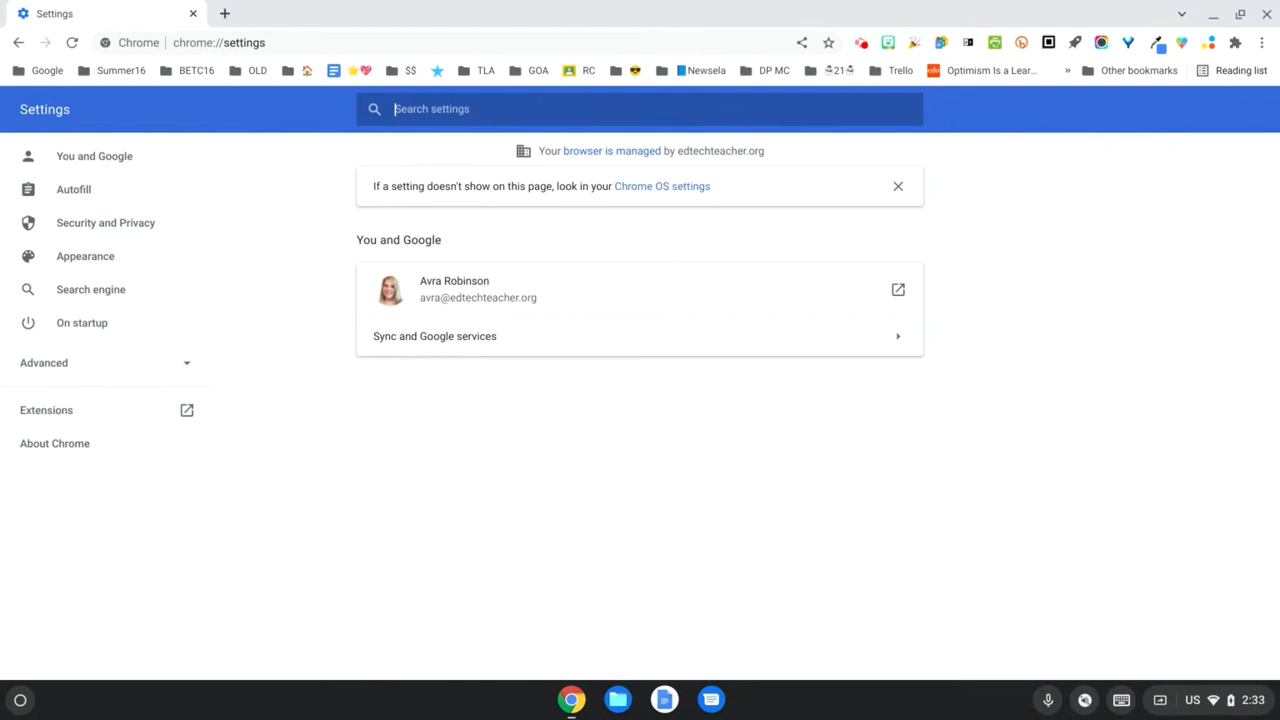 Settings
Chrome
chrome://settings
Google
Summer16
BETC16
OLD
$$
TLA
GOA
RC
Newsela
DP MC
21
Trello
Optimism Is a Lear...
»
Other bookmarks
Reading list
Settings
Search settings
Your browser is managed by edtechteacher.org
You and Google
If a setting doesn't show on this page, look in your Chrome OS settings
Autofill
Security and Privacy
You and Google
Appearance
Avra Robinson
avra@edtechteacher.org
Search engine
On startup
Sync and Google services
Advanced
Extensions
About Chrome
US
2:33